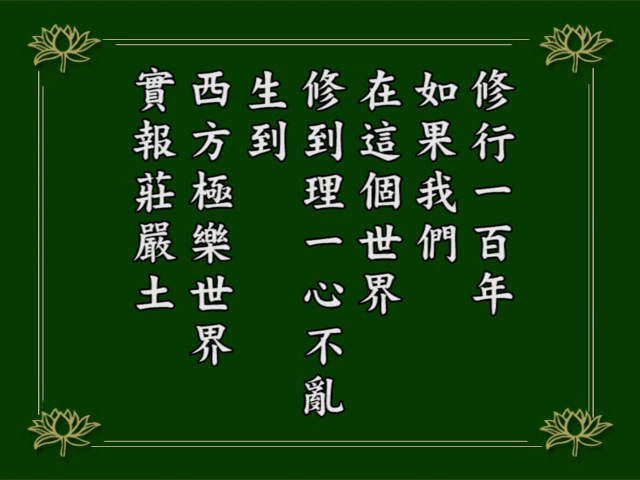 修行一百年
如果我們
在這個世界
修到理一心不亂
生到
西方極樂世界
實報莊嚴土